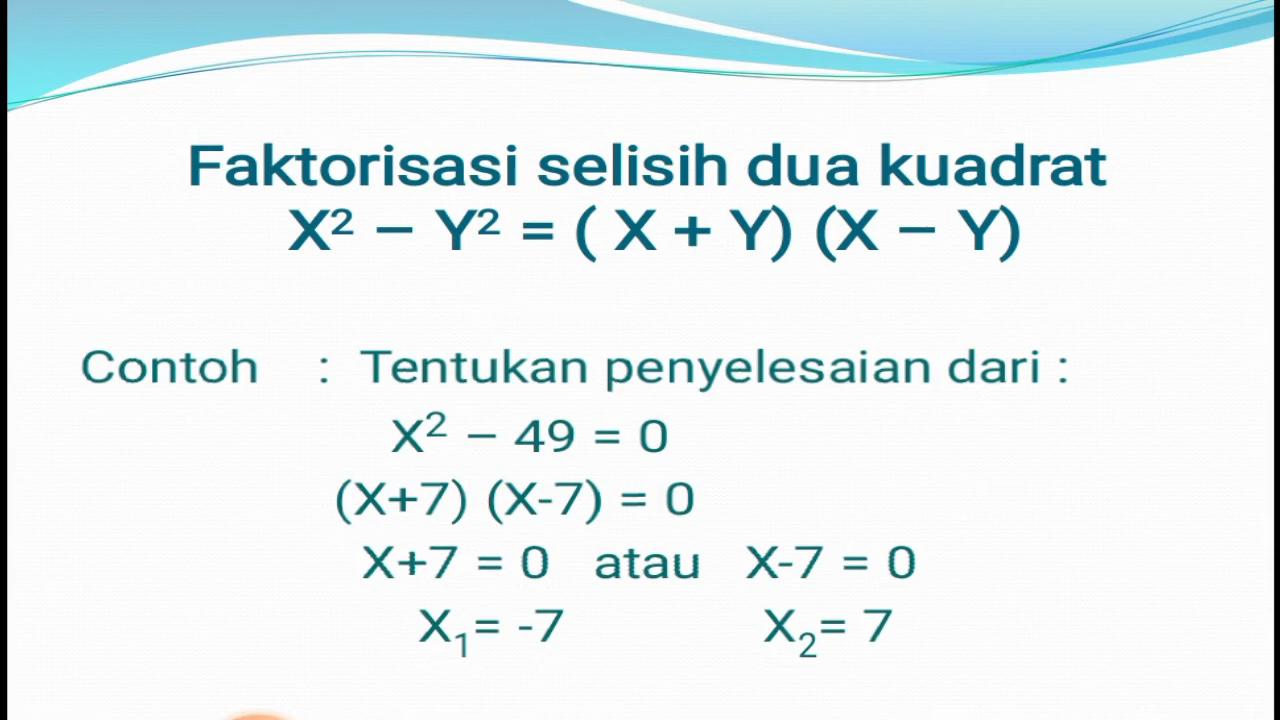 Faktorisasi selisih dua kuadrat
X² – Y² = ( X + Y) (X – Y)
Contoh : Tentukan penyelesaian dari :
X² – 49 = 0
(X+7) (X-7) = 0
X+7 = 0 atau X-7 = 0
X₁= -7 X₂= 7